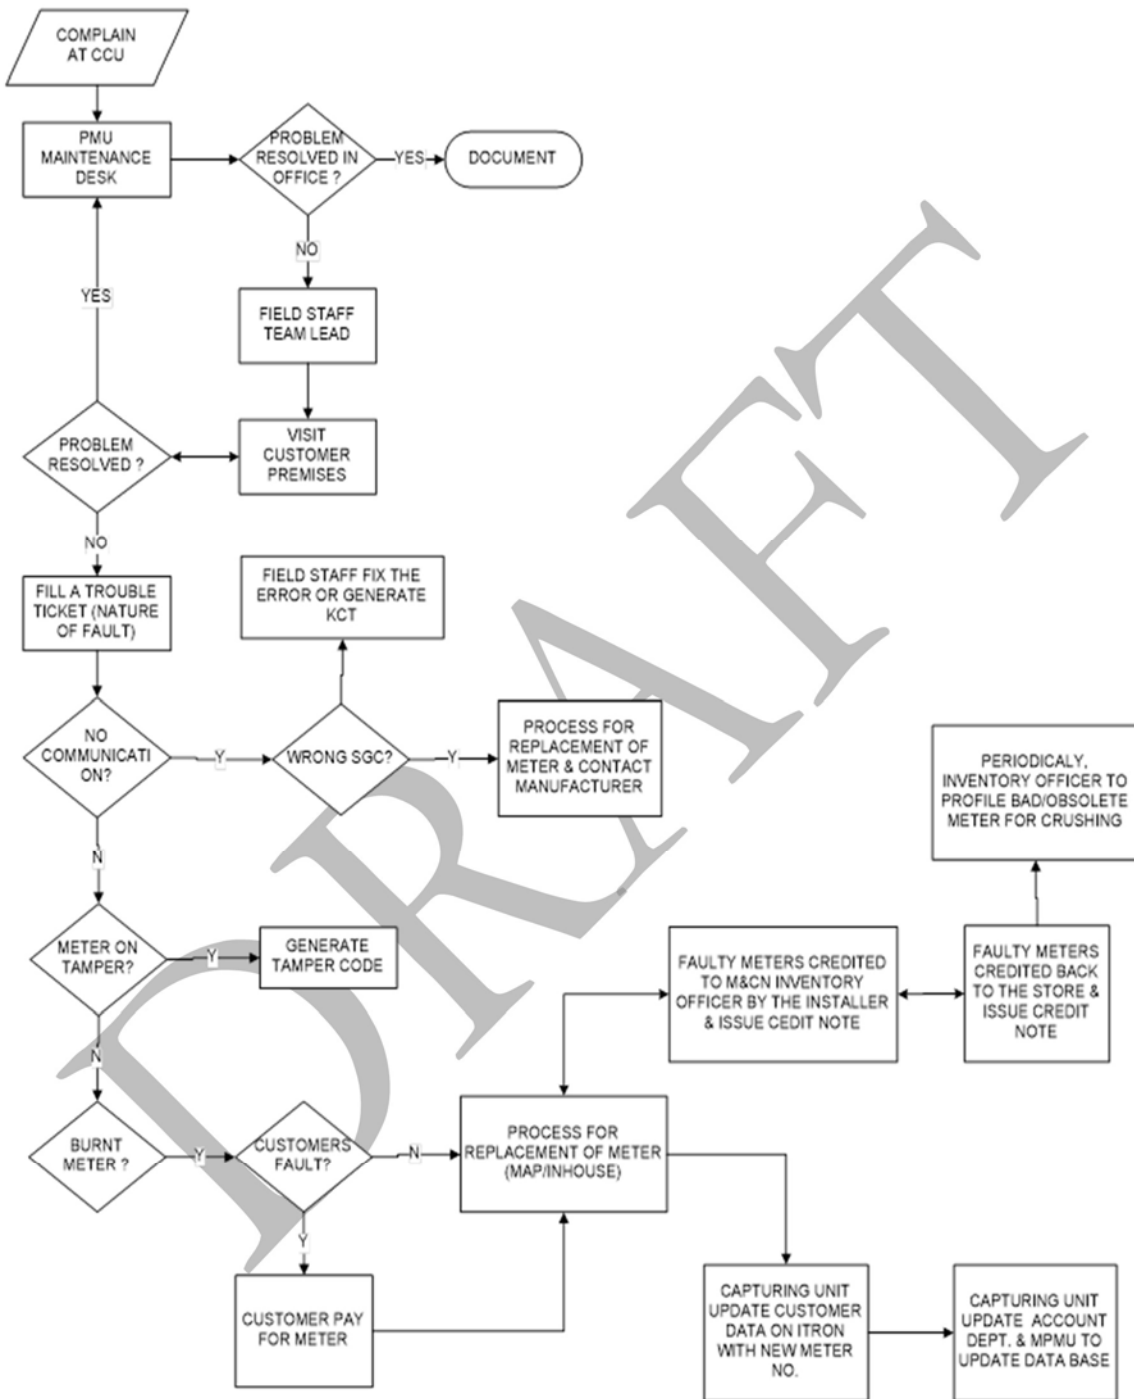 COMPLAIN
AT CCU
PMU
MAINTENANCE
DESK
PROBLEM
RESOLVED IN
OFFICE ?
YES
DOCUMENT
NO
FIELD STAFF
TEAM LEAD
YES
VISIT
CUSTOMER
PREMISES
PROBLEM
RESOLVED ?
NO
FILL A TROUBLE
TICKET (NATURE
OF FAULT)
FIELD STAFF FIX THE
ERROR OR GENERATE
KCT
NO
COMMUNICATI
ON?
Y
WRONG SGC?
Y
PROCESS FOR
REPLACEMENT OF
METER & CONTACT
MANUFACTURER
PERIODICALY,
INVENTORY OFFICER TO
PROFILE BAD/OBSOLETE
METER FOR CRUSHING
N
METER ON
TAMPER?
Y
GENERATE
TAMPER CODE
FAULTY METERS CREDITED
TO M&CN INVENTORY
OFFICER BY THE INSTALLER
& ISSUE CEDIT NOTE
FAULTY METERS
CREDITED BACK
TO THE STORE &
ISSUE CREDIT
NOTE
N
BURNT
METER ?
Y
CUSTOMERS
FAULT?
N
PROCESS FOR
REPLACEMENT OF METER
(MAP/INHOUSE)
Y
CUSTOMER PAY
FOR METER
CAPTURING UNIT
UPDATE CUSTOMER
DATA ON ITRON
WITH NEW METER
NO.
CAPTURING UNIT
UPDATE ACCOUNT
DEPT. & MPMU TO
UPDATE DATA BASE
DRAFT